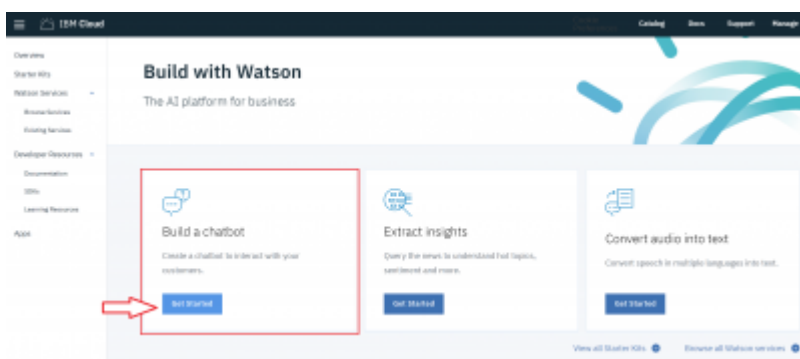 IBM Cloud
Catalog
Docs
Support
Manage
Overview
Starter Kits
Watson Services
Browse Services
Existing Services
Developer Resources
Documentation
SDKs
Learning Resources
Apps
Build with Watson
The AI platform for business
Build a chatbot
Create a chatbot to interact with your
customers.
Get Started
Extract insights
Query the news to understand hot topics,
sentiment and more.
Get Started
Convert audio into text
Convert speech in multiple languages into text.
Get Started
View all Starter Kits
Browse all Watson services